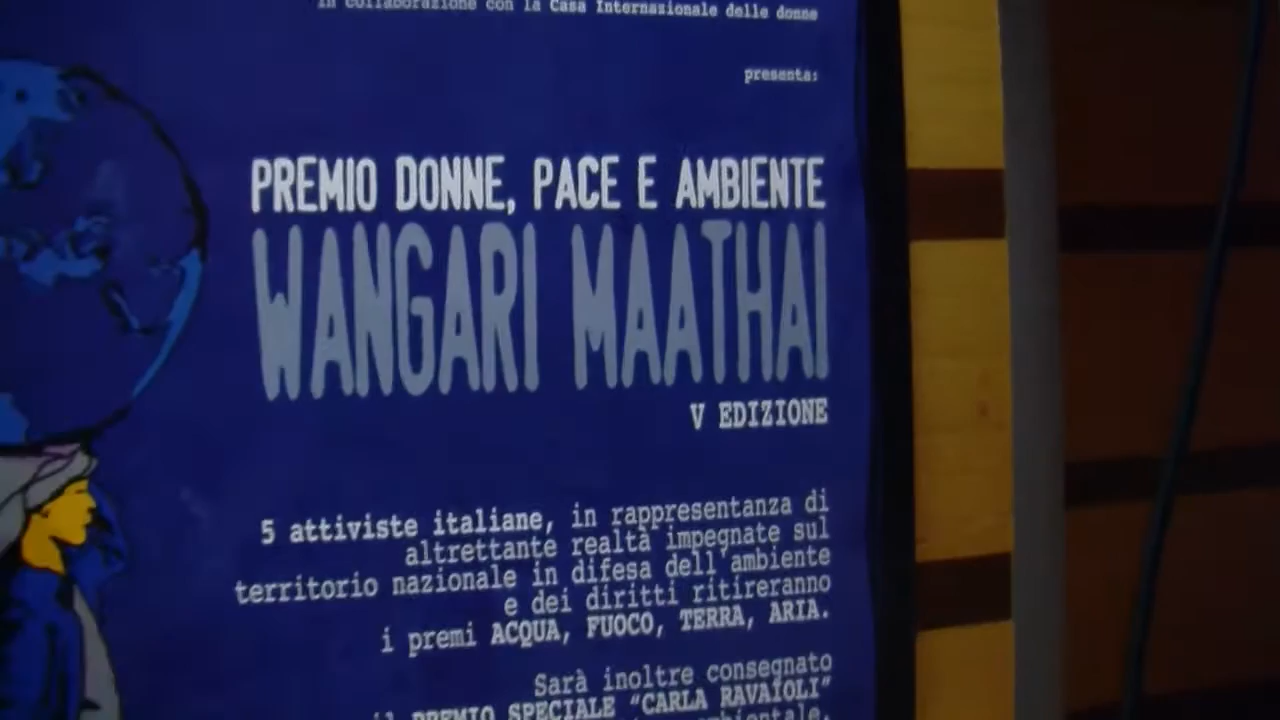 in collaborazione con la Casa Internazionale delle donne
presenta:
PREMIO DONNE, PACE E AMBIENTE
WANGARI MAATHAI
V EDIZIONE
5 attiviste italiane, in rappresentanza di
altrettante realtà impegnate sul
territorio nazionale in difesa dell'ambiente
e dei diritti ritireranno
i premi ACQUA, FUOCO, TERRA, ARIA.
Sarà inoltre consegnato
il PREMIO SPECIALE “CARLA RAVAIOLI”
ambientale.